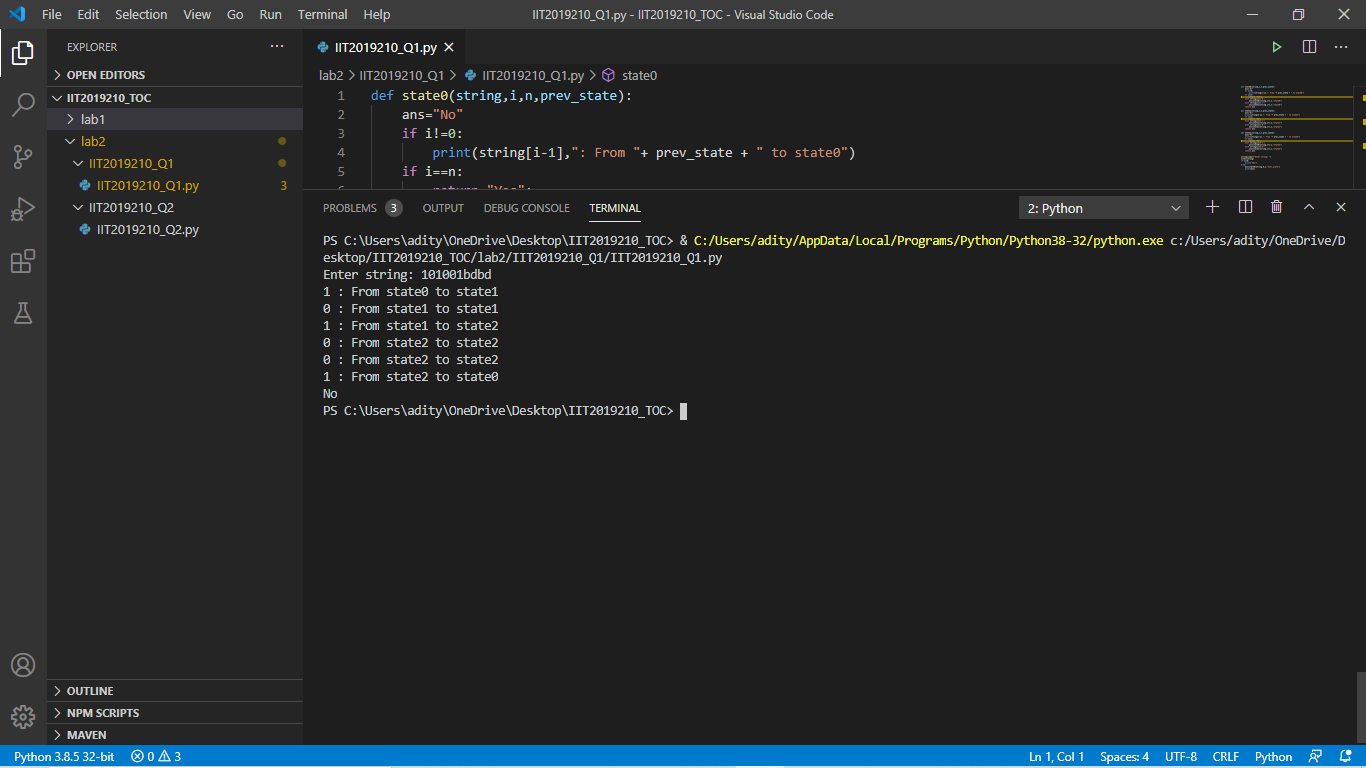 File Edit Selection View Go Run Terminal Help
IIT2019210_Q1.py - IIT2019210_TOC - Visual Studio Code
EXPLORER
OPEN EDITORS
IIT2019210_TOC
lab1
lab2
IIT2019210_Q1
IIT2019210_Q1.py 3
IIT2019210_Q2
IIT2019210_Q2.py
OUTLINE
NPM SCRIPTS
MAVEN
IIT2019210_Q1.py
lab2 > IIT2019210_Q1 > IIT2019210_Q1.py > state0
1 def state0(string,i,n,prev_state):
2 ans="No"
3 if i!=0:
4 print(string[i-1],": From "+ prev_state + " to state0")
5 if i==n:
6 return "Yes";
PROBLEMS 3 OUTPUT DEBUG CONSOLE TERMINAL
2: Python
PS C:\Users\adity\OneDrive\Desktop\IIT2019210_TOC> & C:/Users/adity/AppData/Local/Programs/Python/Python38-32/python.exe c:/Users/adity/OneDrive/D
esktop/IIT2019210_TOC/lab2/IIT2019210_Q1/IIT2019210_Q1.py
Enter string: 101001bdbd
1 : From state0 to state1
0 : From state1 to state1
1 : From state1 to state2
0 : From state2 to state2
0 : From state2 to state2
1 : From state2 to state0
No
PS C:\Users\adity\OneDrive\Desktop\IIT2019210_TOC>
Python 3.8.5 32-bit 0 3
Ln 1, Col 1 Spaces: 4 UTF-8 CRLF Python